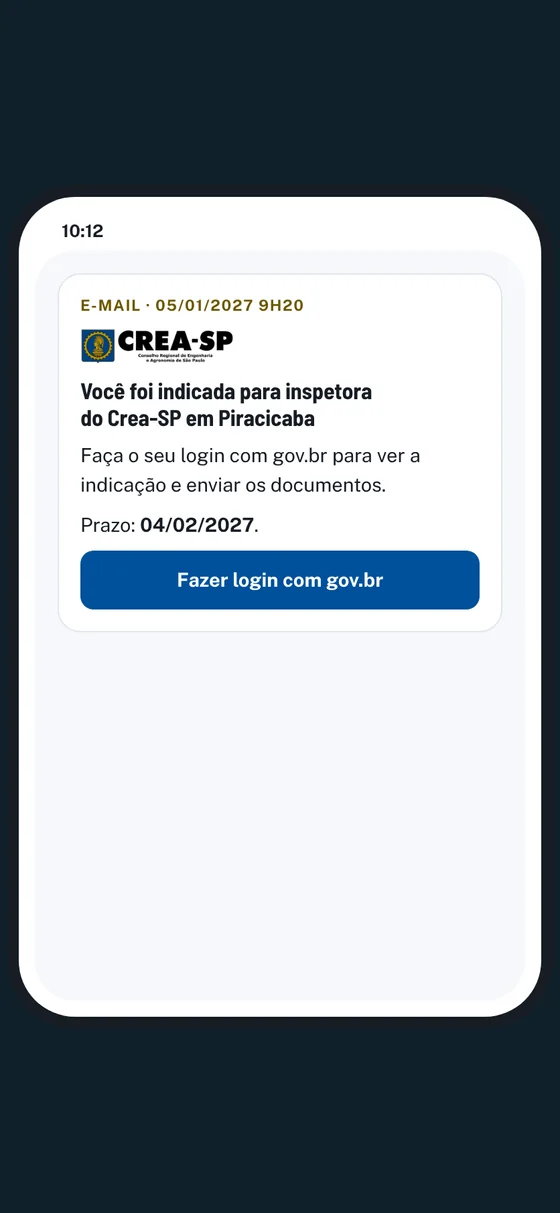 10:12
E-MAIL · 05/01/2027 9H20
CREA-SP
Conselho Regional de Engenharia
e Agronomia de São Paulo
Você foi indicada para inspetora
do Crea-SP em Piracicaba
Faça o seu login com gov.br para ver a
indicação e enviar os documentos.
Prazo: 04/02/2027.
Fazer login com gov.br